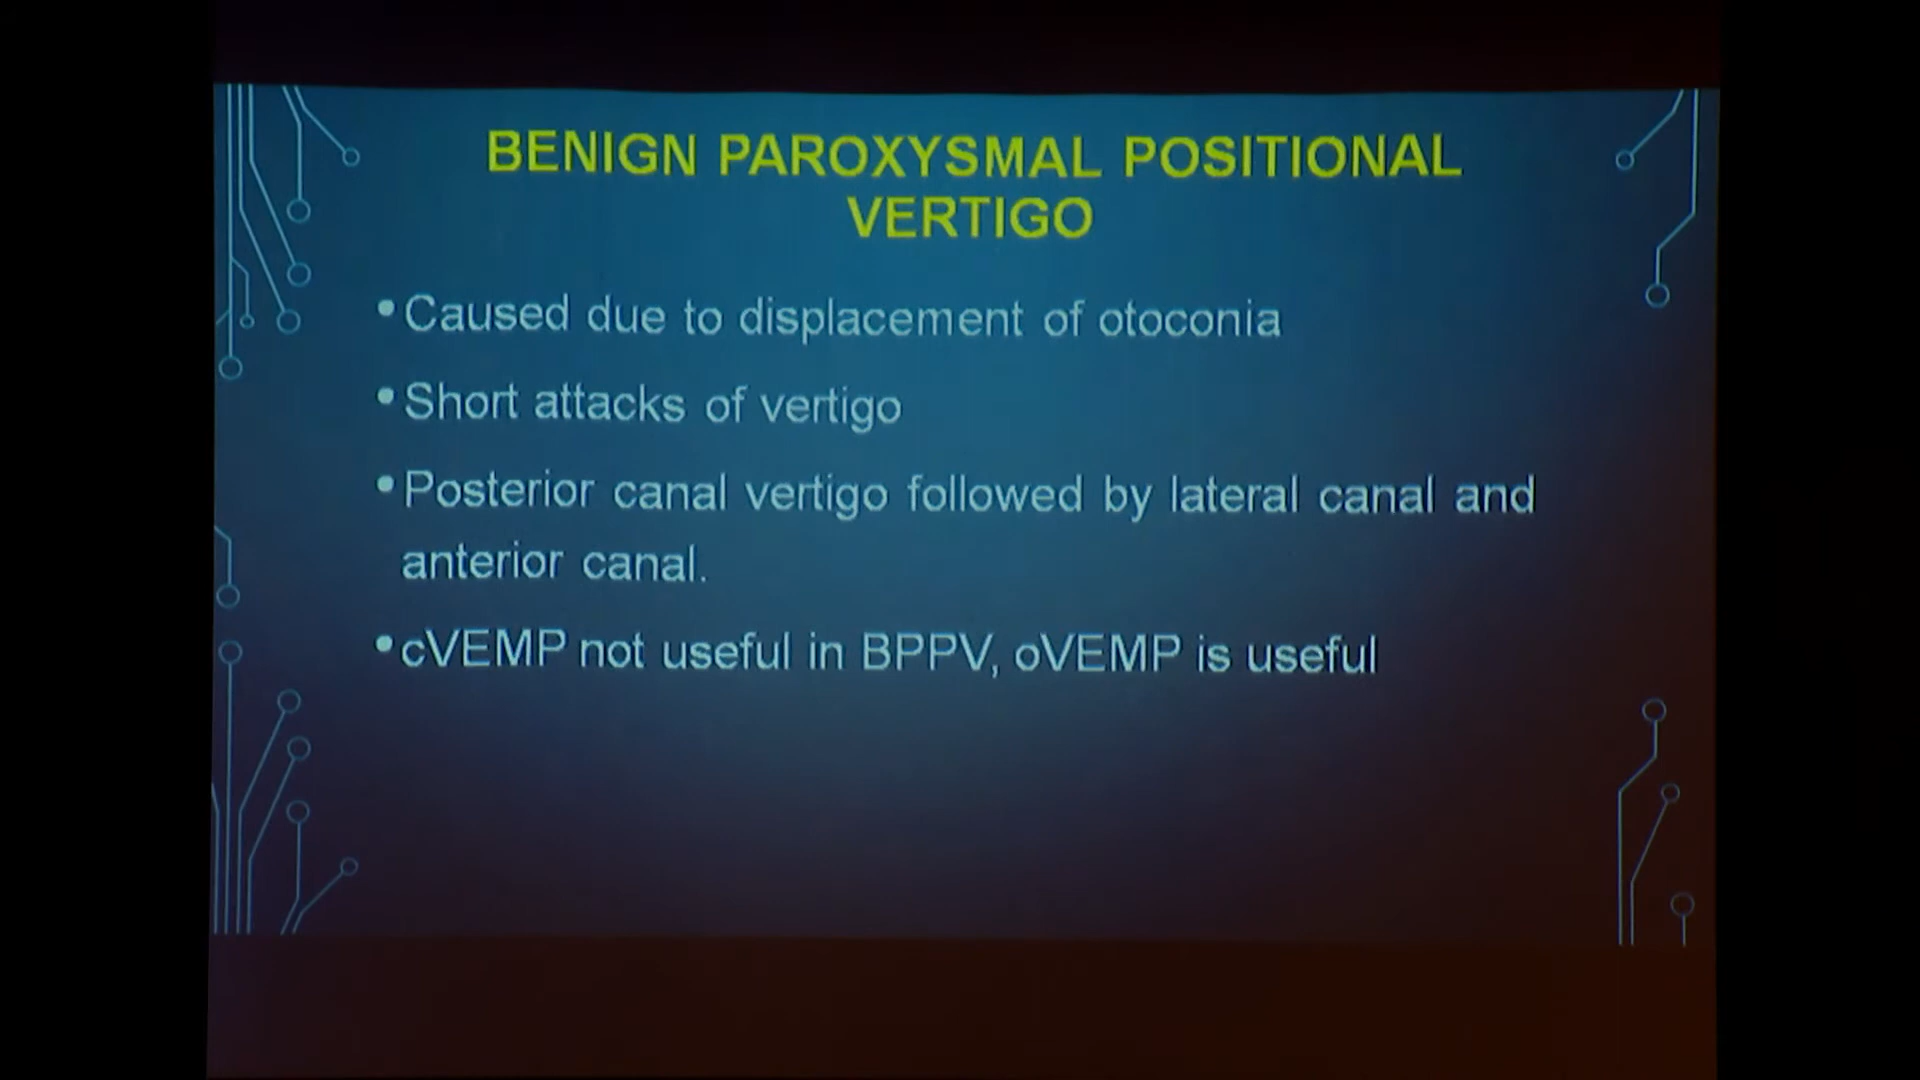 BENIGN PAROXYSMAL POSITIONAL
VERTIGO
• Caused due to displacement of otoconia
• Short attacks of vertigo
• Posterior canal vertigo followed by lateral canal and
anterior canal.
• cVEMP not useful in BPPV, oVEMP is useful